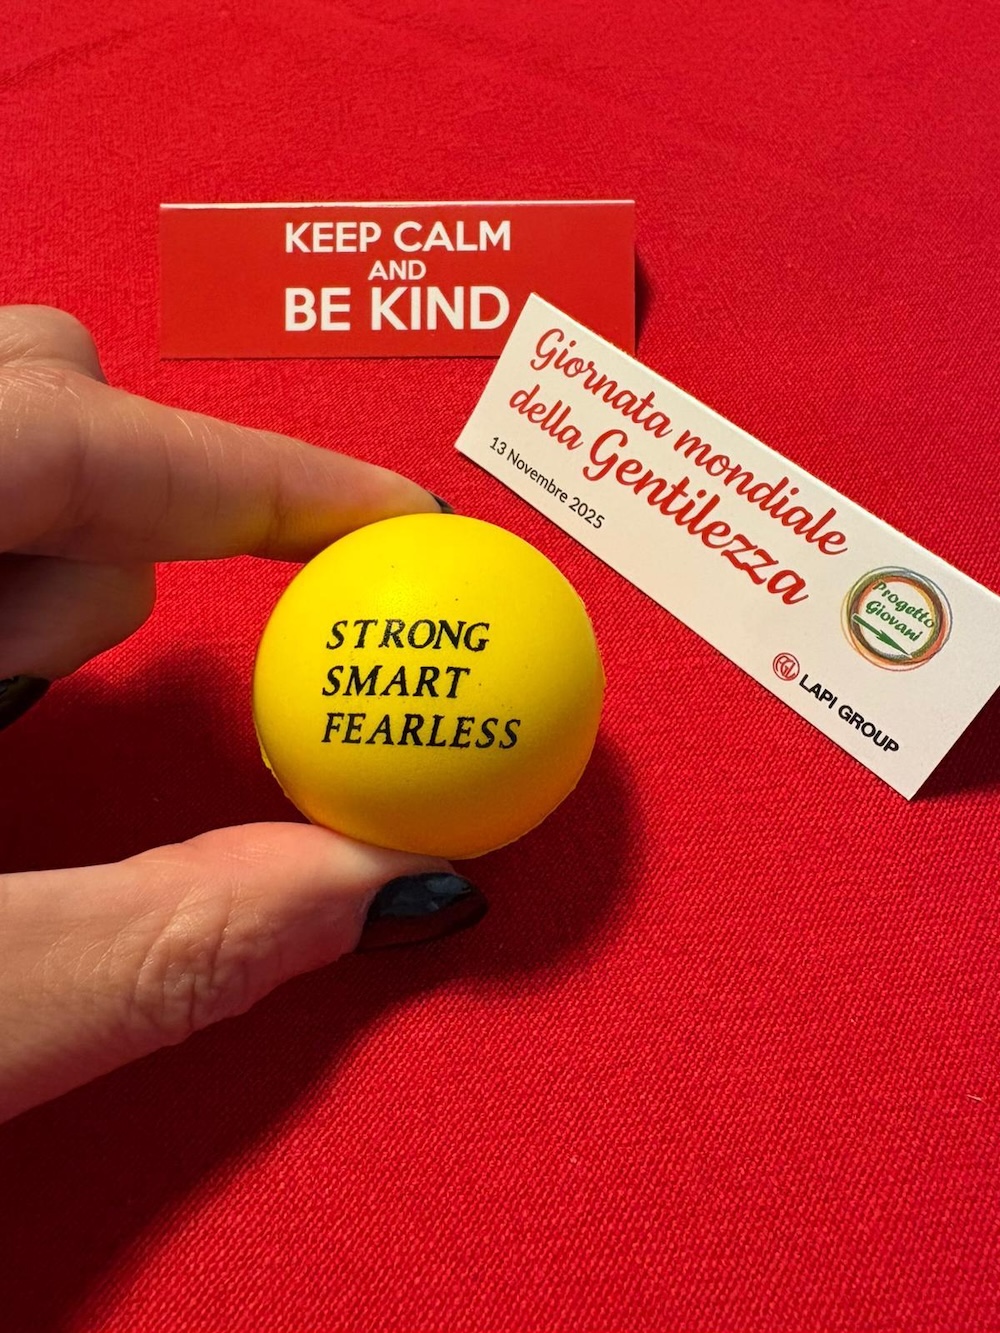 KEEP CALM
AND
BE KIND
Giornata mondiale
della Gentilezza
13 Novembre 2025
Progetto
Giovani
LAPI GROUP
STRONG
SMART
FEARLESS